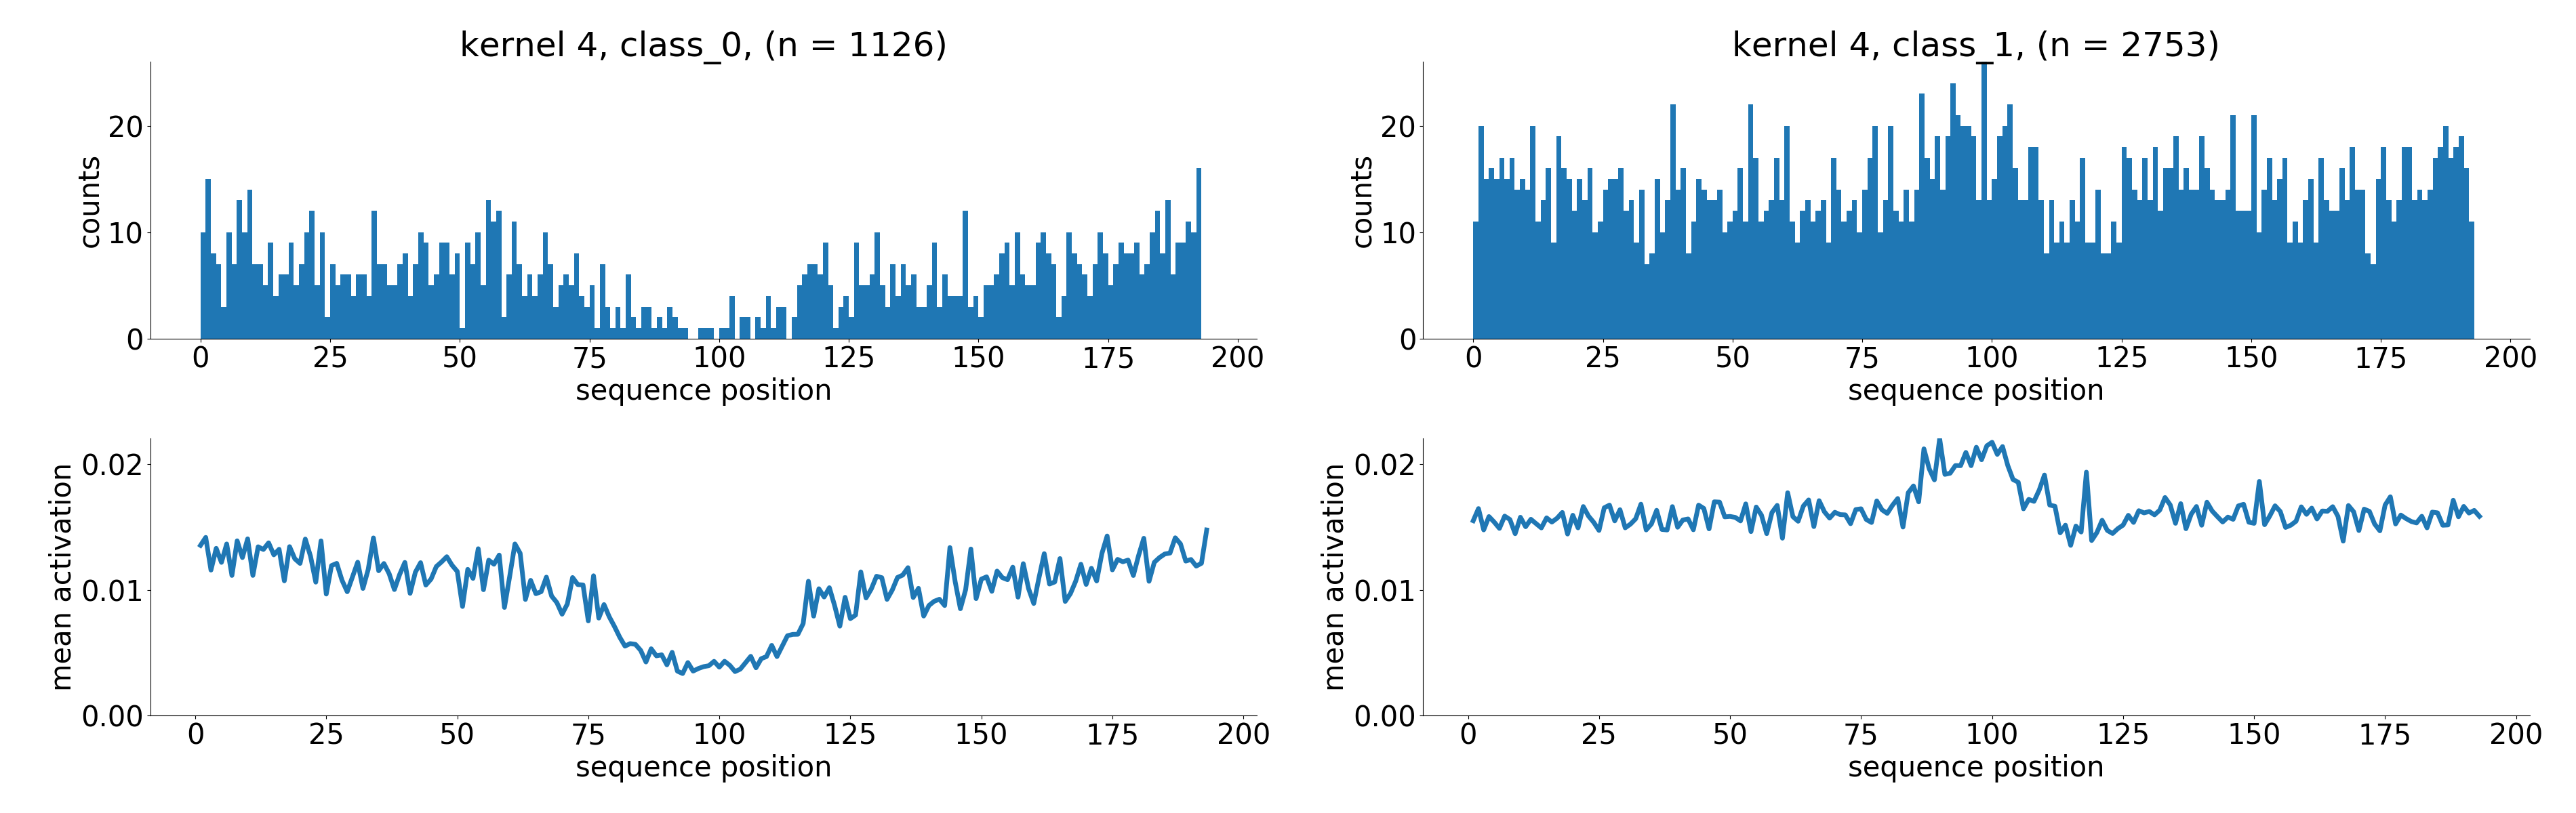 kernel 4, class_0, (n = 1126)
counts
20
10
0
0 25 50 75 100 125 150 175 200
sequence position
kernel 4, class_1, (n = 2753)
counts
20
10
0
0 25 50 75 100 125 150 175 200
sequence position
mean activation
0.02
0.01
0.00
0 25 50 75 100 125 150 175 200
sequence position
mean activation
0.02
0.01
0.00
0 25 50 75 100 125 150 175 200
sequence position